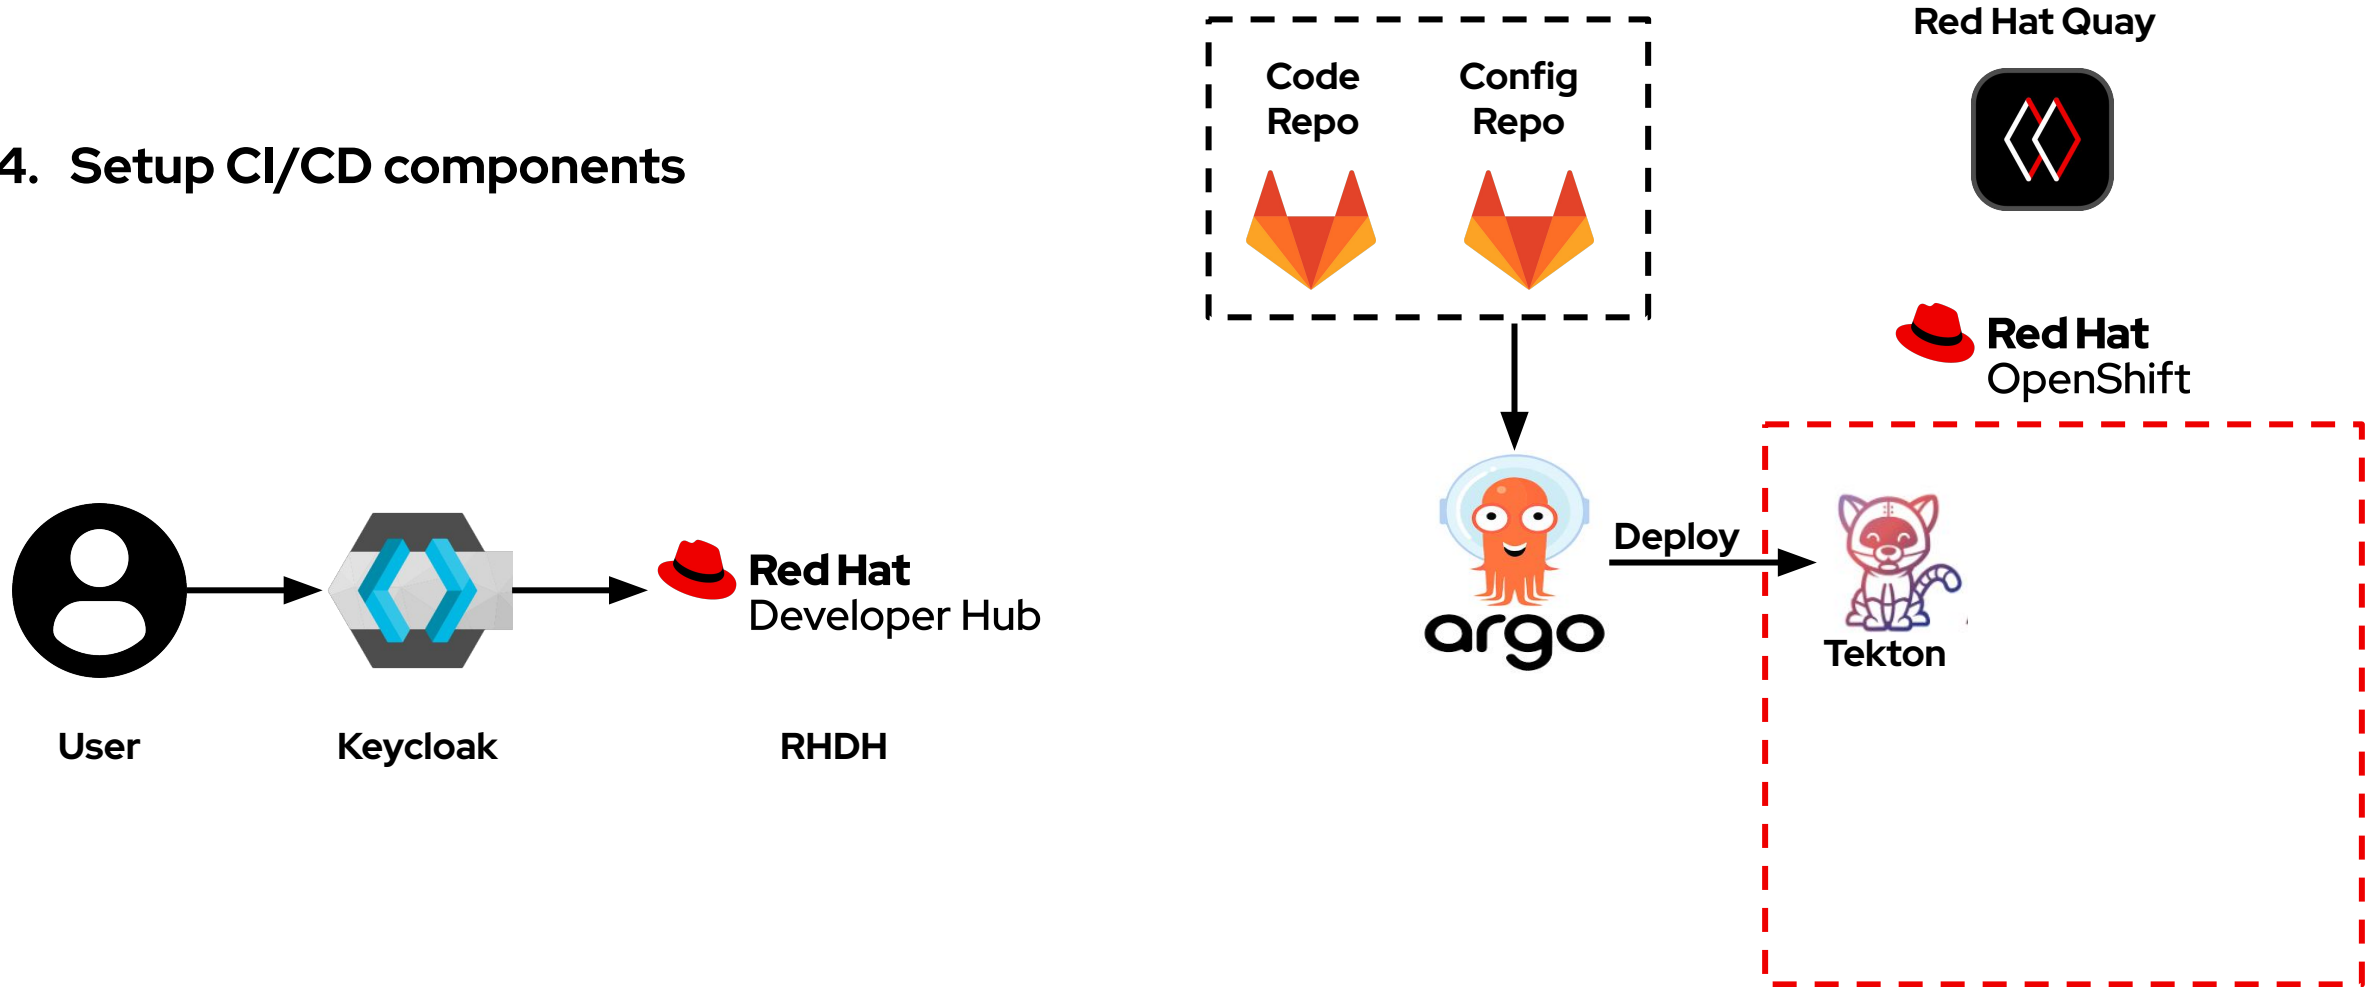 4. Setup CI/CD components
Code
Repo
Config
Repo
Red Hat Quay
Red Hat
OpenShift
Red Hat
Developer Hub
argo
Deploy
Tekton
User
Keycloak
RHDH